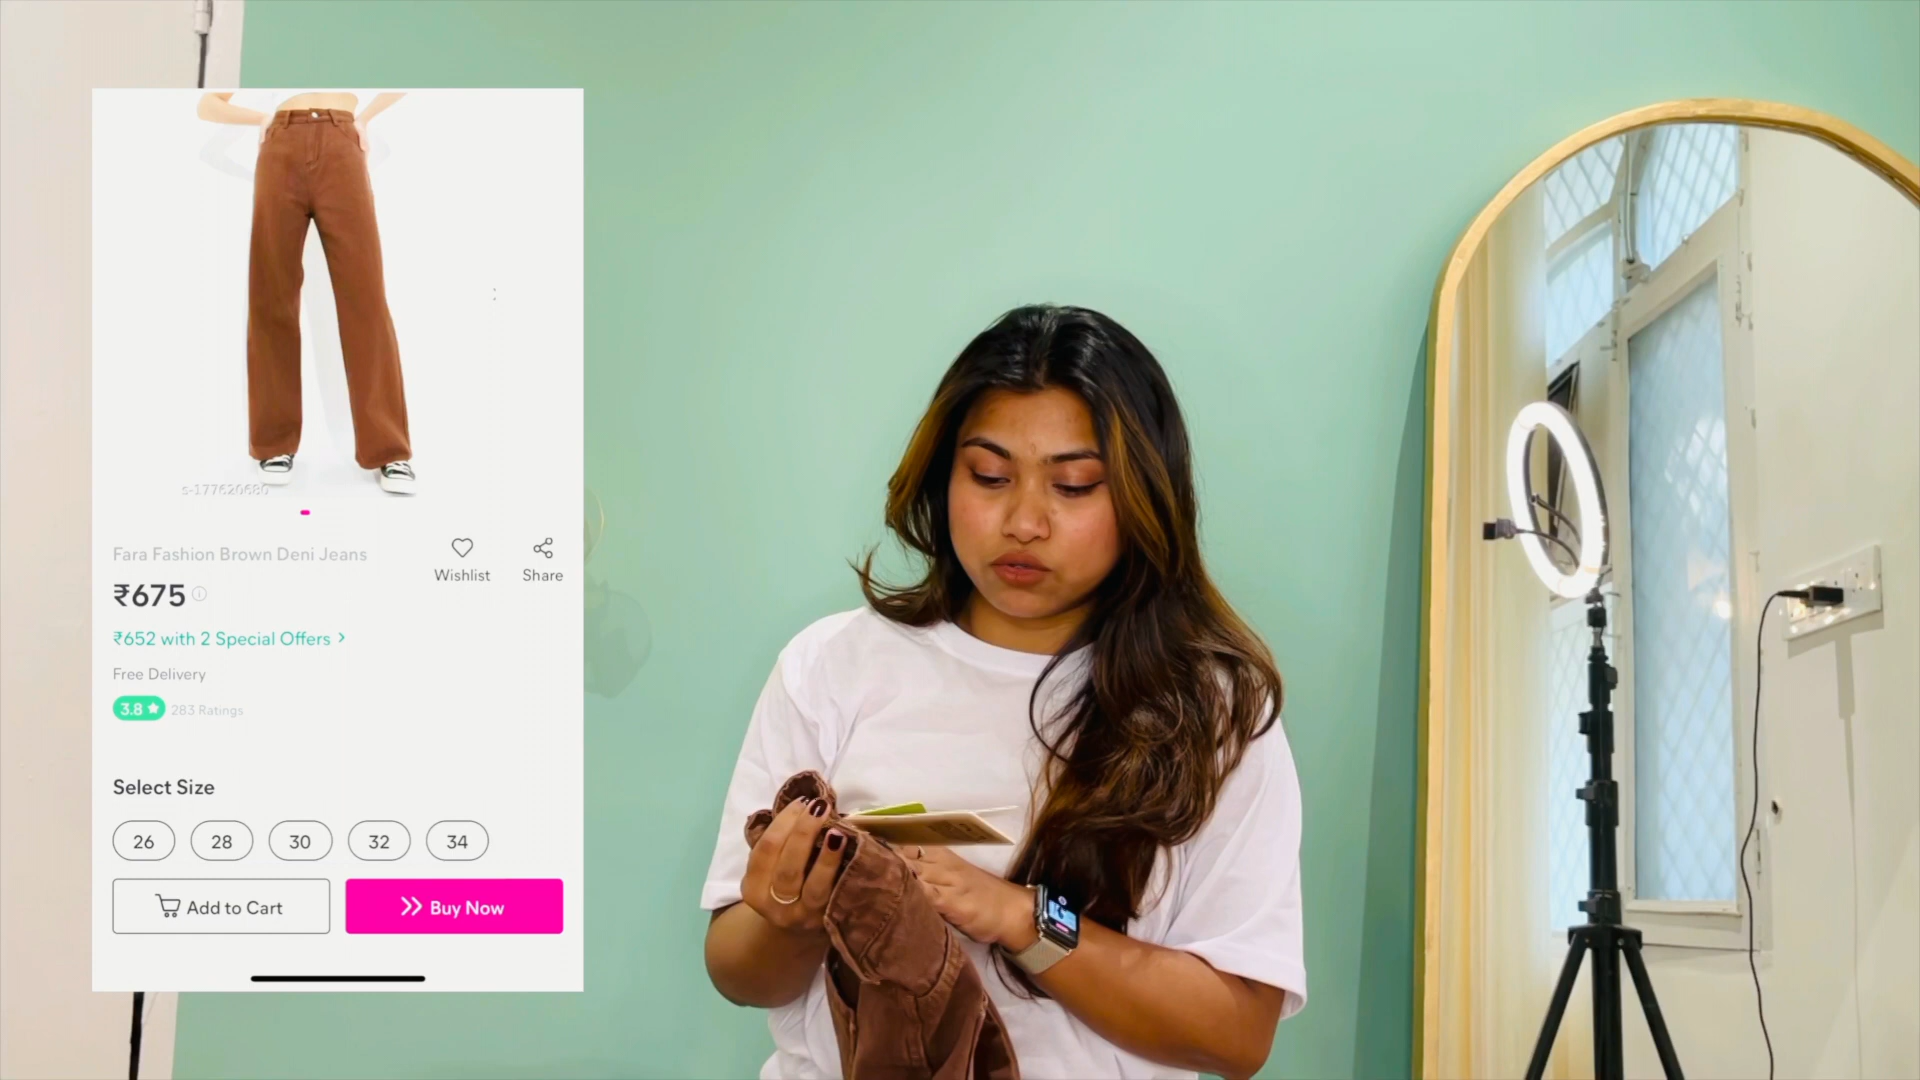 s-177620680
Fara Fashion Brown Deni Jeans
Wishlist
Share
₹675
₹652 with 2 Special Offers >
Free Delivery
3.8 ★ 283 Ratings
Select Size
26 28 30 32 34
Add to Cart
Buy Now